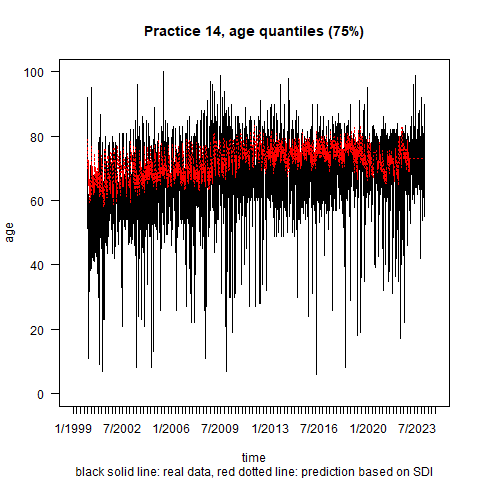 Practice 14, age quantiles (75%)
100
80
60
40
20
0
age
1/1999 7/2002 1/2006 7/2009 1/2013 7/2016 1/2020 7/2023
time
black solid line: real data, red dotted line: prediction based on SDI